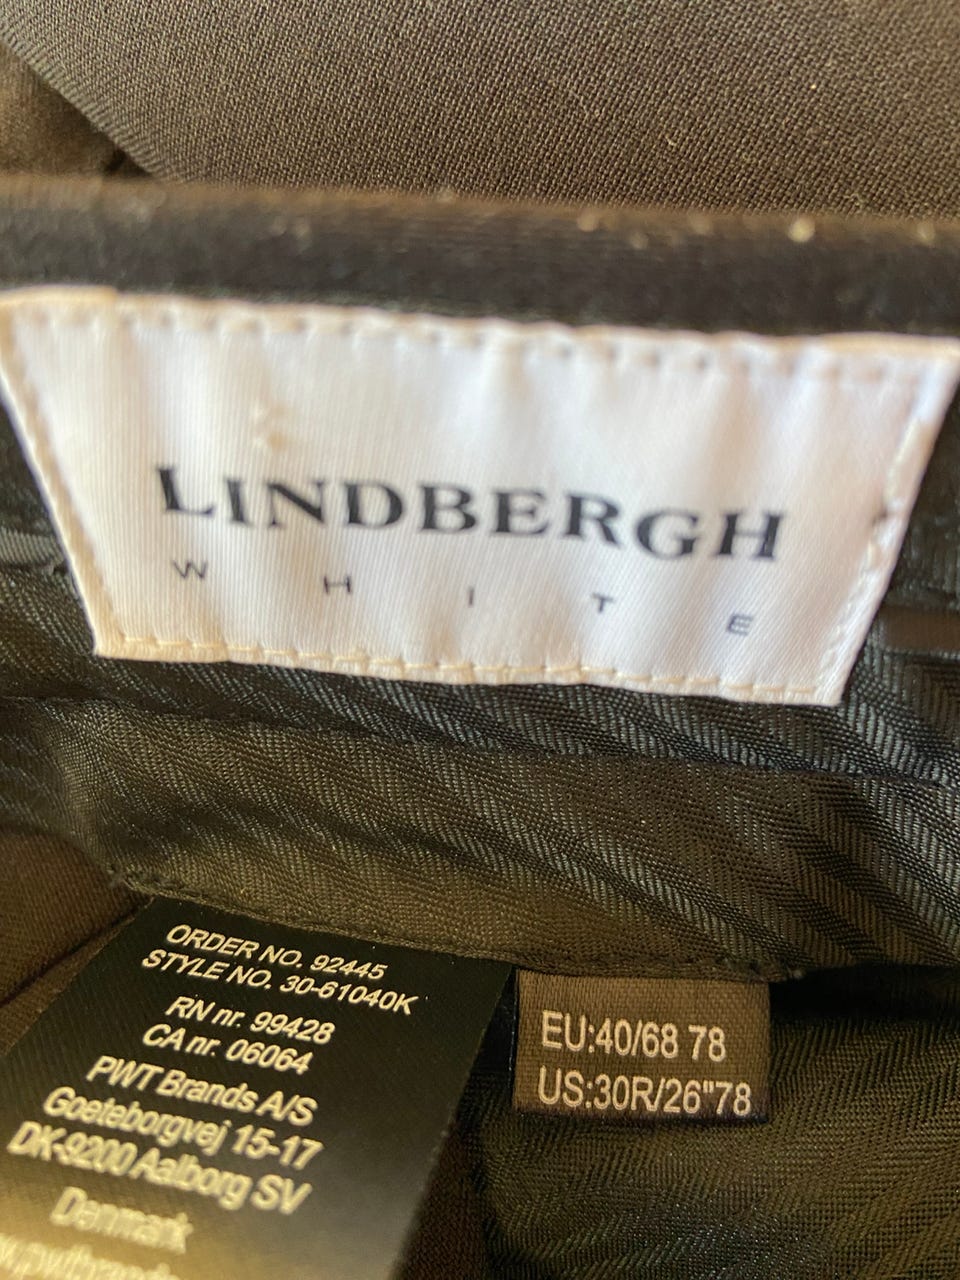 LINDBERGH
WHITE
ORDER NO. 92445
STYLE NO. 30-61040K
RN nr. 99428
CA nr. 06064
PWT Brands A/S
Goeteborgvej 15-17
DK-9200 Aalborg SV
Denmark
EU:40/68 78
US:30R/26"78